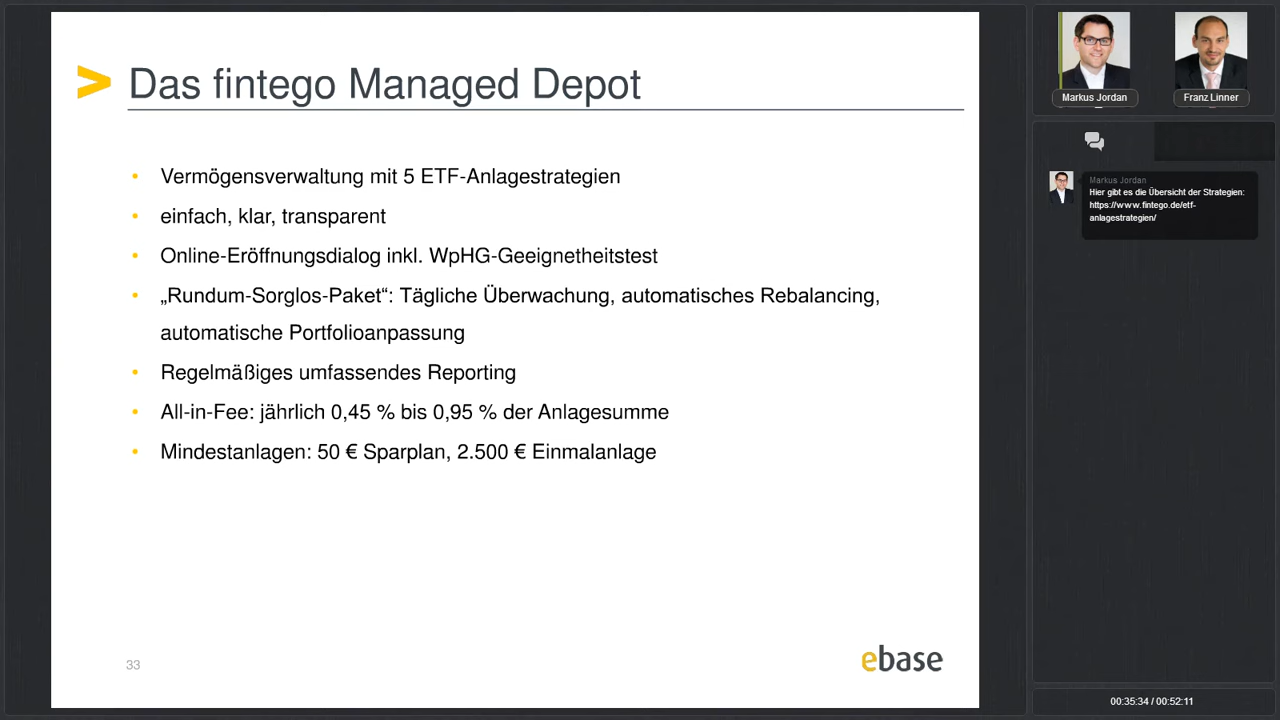 Das fintego Managed Depot
• Vermögensverwaltung mit 5 ETF-Anlagestrategien
• einfach, klar, transparent
• Online-Eröffnungsdialog inkl. WpHG-Geeignetheitstest
• „Rundum-Sorglos-Paket“: Tägliche Überwachung, automatisches Rebalancing,
automatische Portfolioanpassung
• Regelmäßiges umfassendes Reporting
• All-in-Fee: jährlich 0,45 % bis 0,95 % der Anlagesumme
• Mindestanlagen: 50 € Sparplan, 2.500 € Einmalanlage
33
ebase
Markus Jordan
Franz Linner
Markus Jordan
Hier gibt es die Übersicht der Strategien:
https://www.fintego.de/etf-
anlagestrategien/
00:35:34 / 00:52:11